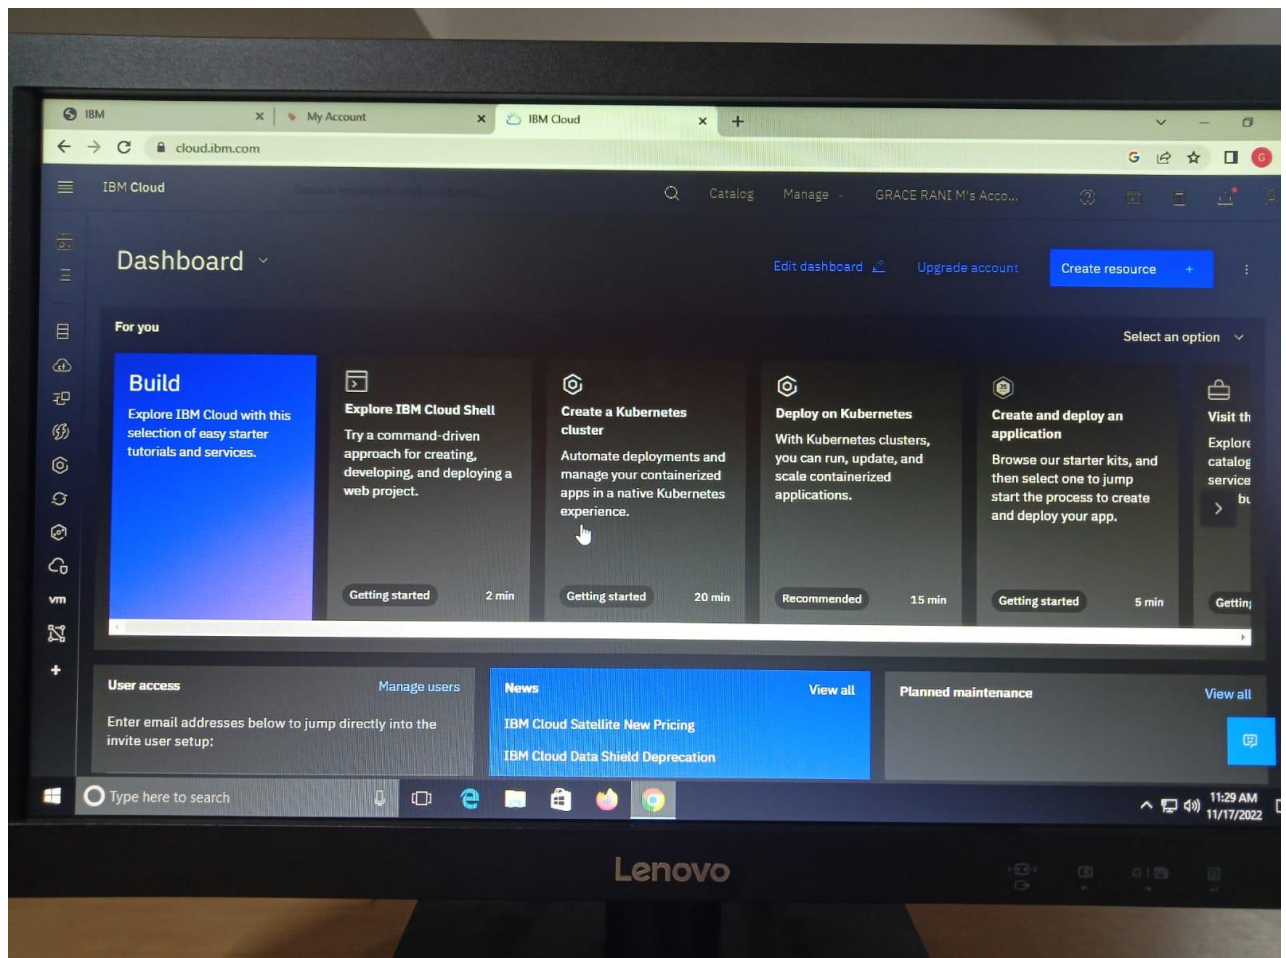 IBM
My Account
IBM Cloud
cloud.ibm.com
G
IBM Cloud
Catalog
Manage
GRACE RANI M's Acco...
Dashboard
Edit dashboard
Upgrade account
Create resource +
For you
Select an option
Build
Explore IBM Cloud with this
selection of easy starter
tutorials and services.
Explore IBM Cloud Shell
Try a command-driven
approach for creating,
developing, and deploying a
web project.
Getting started
2 min
Create a Kubernetes
cluster
Automate deployments and
manage your containerized
apps in a native Kubernetes
experience.
Getting started
20 min
Deploy on Kubernetes
With Kubernetes clusters,
you can run, update, and
scale containerized
applications.
Recommended
15 min
Create and deploy an
application
Browse our starter kits, and
then select one to jump
start the process to create
and deploy your app.
Getting started
5 min
Visit th
Explore
catalog
service
bu
Getting
vm
User access
Manage users
Enter email addresses below to jump directly into the
invite user setup:
News
View all
IBM Cloud Satellite New Pricing
IBM Cloud Data Shield Deprecation
Planned maintenance
View all
Type here to search
11:29 AM
11/17/2022
Lenovo